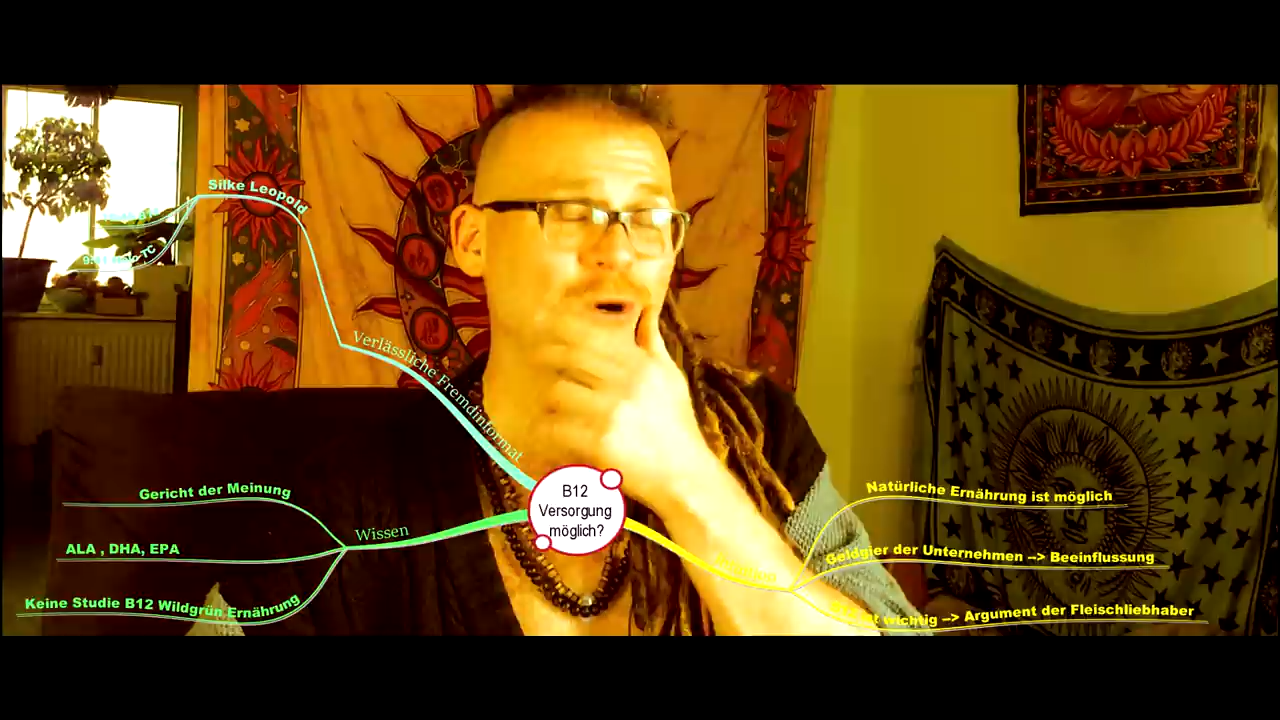 Silke Leopold
Verlässliche Fremdinformat
B12
Versorgung
möglich?
Gericht der Meinung
Wissen
ALA , DHA, EPA
Keine Studie B12 Wildgrün Ernährung
Natürliche Ernährung ist möglich
Geldgier der Unternehmen --> Beeinflussung
wichtig --> Argument der Fleischliebhaber